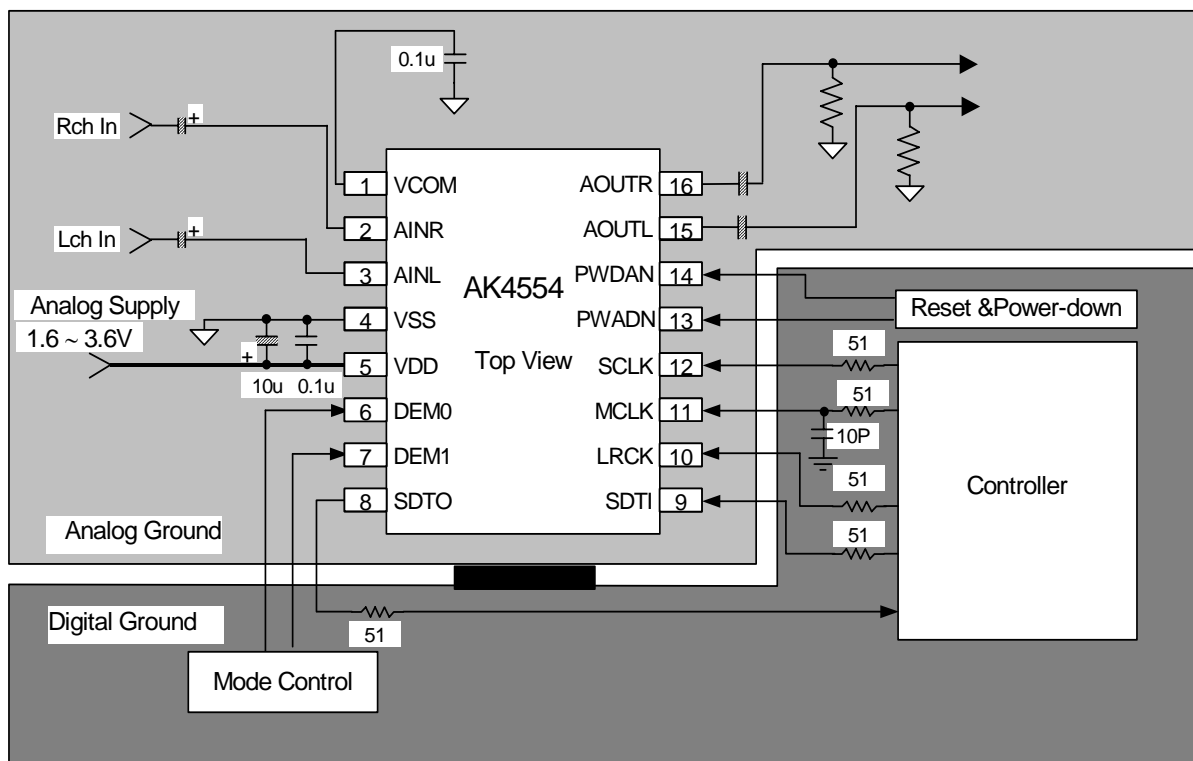 0.1u
Rch In
+
Lch In
+
Analog Supply
1.6 ~ 3.6V
+
10u
0.1u
1
VCOM
2
AINR
3
AINL
4
VSS
5
VDD
6
DEM0
7
DEM1
8
SDTO
AK4554
Top View
AOUTR
16
AOUTL
15
PWDAN
14
PWADN
13
SCLK
12
MCLK
11
LRCK
10
SDTI
9
Reset &Power-down
51
51
10P
51
51
Controller
Analog Ground
Digital Ground
51
Mode Control